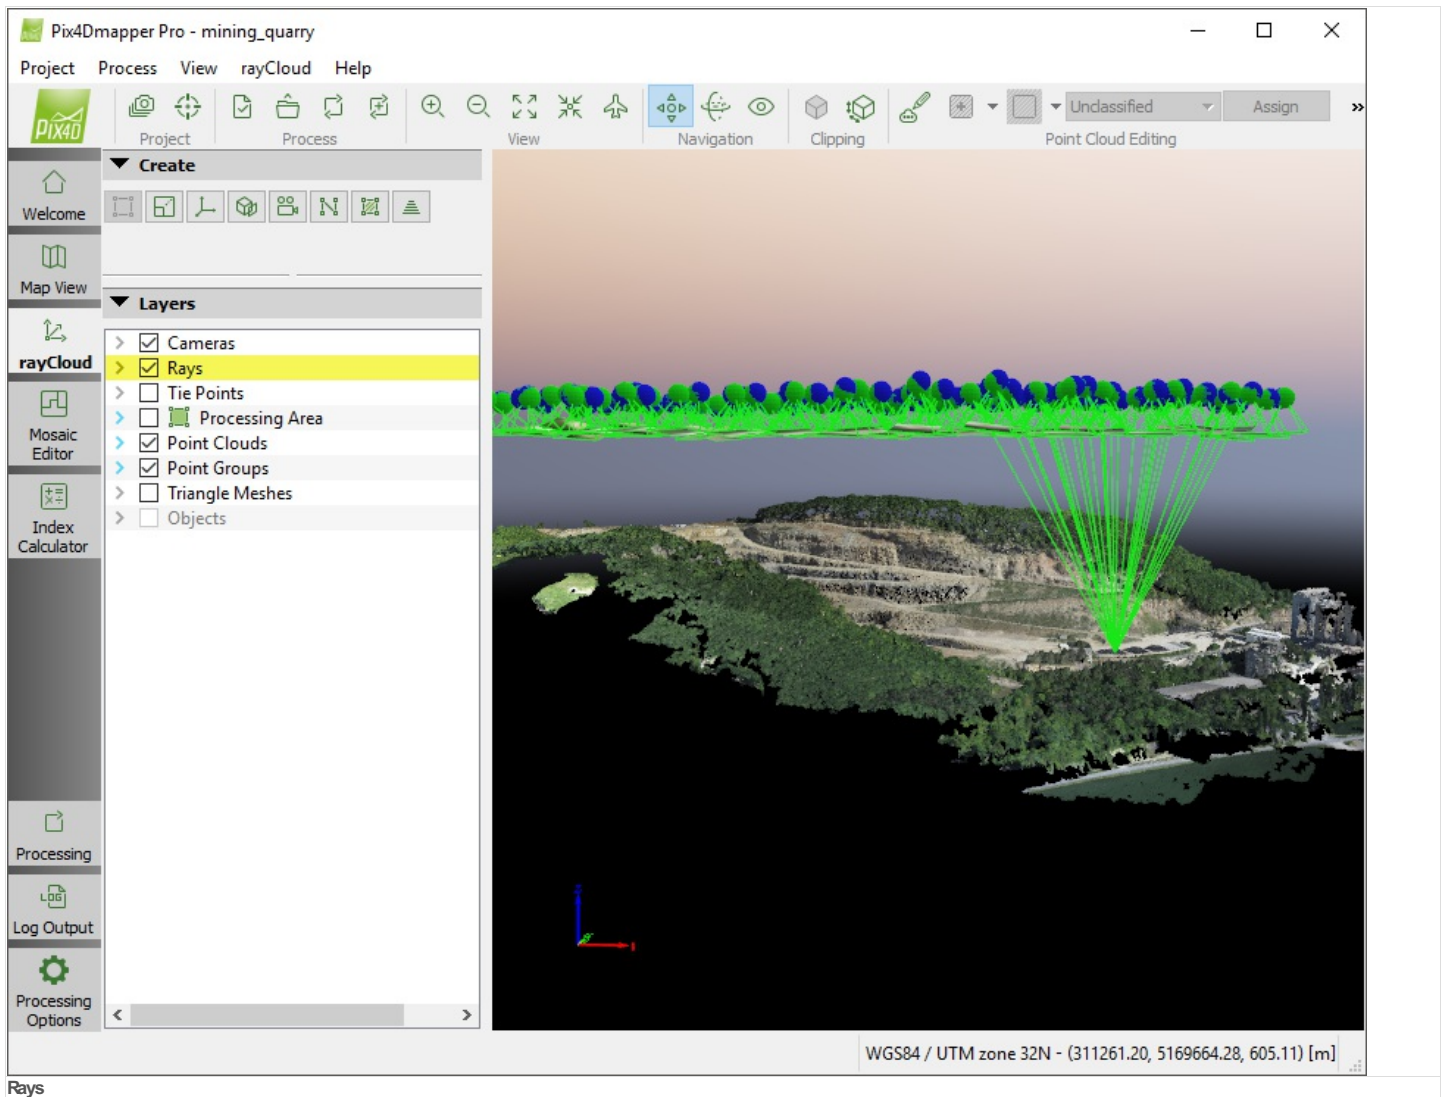 Pix4Dmapper Pro - mining_quarry
Project Process View rayCloud Help
PIX4D
Project Process View Navigation Clipping Point Cloud Editing
Unclassified Assign »
Welcome
Map View
rayCloud
Mosaic
Editor
Index
Calculator
Processing
LOG
Log Output
Processing
Options
Create
Layers
Cameras
Rays
Tie Points
Processing Area
Point Clouds
Point Groups
Triangle Meshes
Objects
WGS84 / UTM zone 32N - (311261.20, 5169664.28, 605.11) [m]
Rays